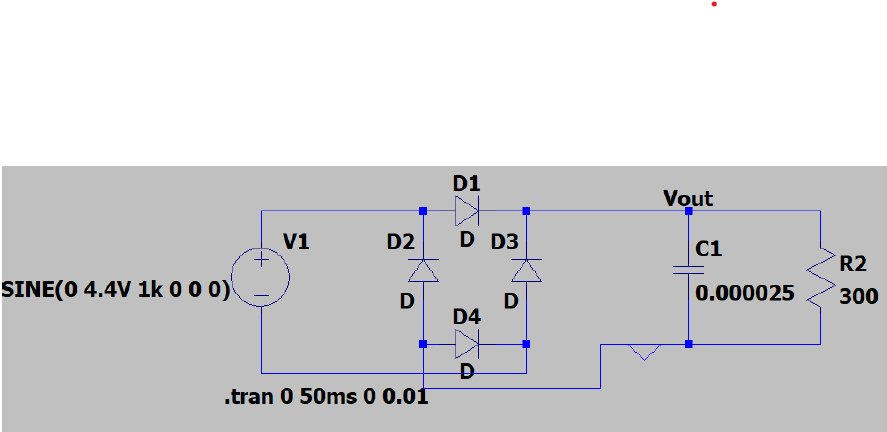 D1
Vout
V1
D2
D
D3
C1
R2
SINE(0 4.4V 1k 0 0 0)
D
D
0.000025
300
D4
D
.tran 0 50ms 0 0.01